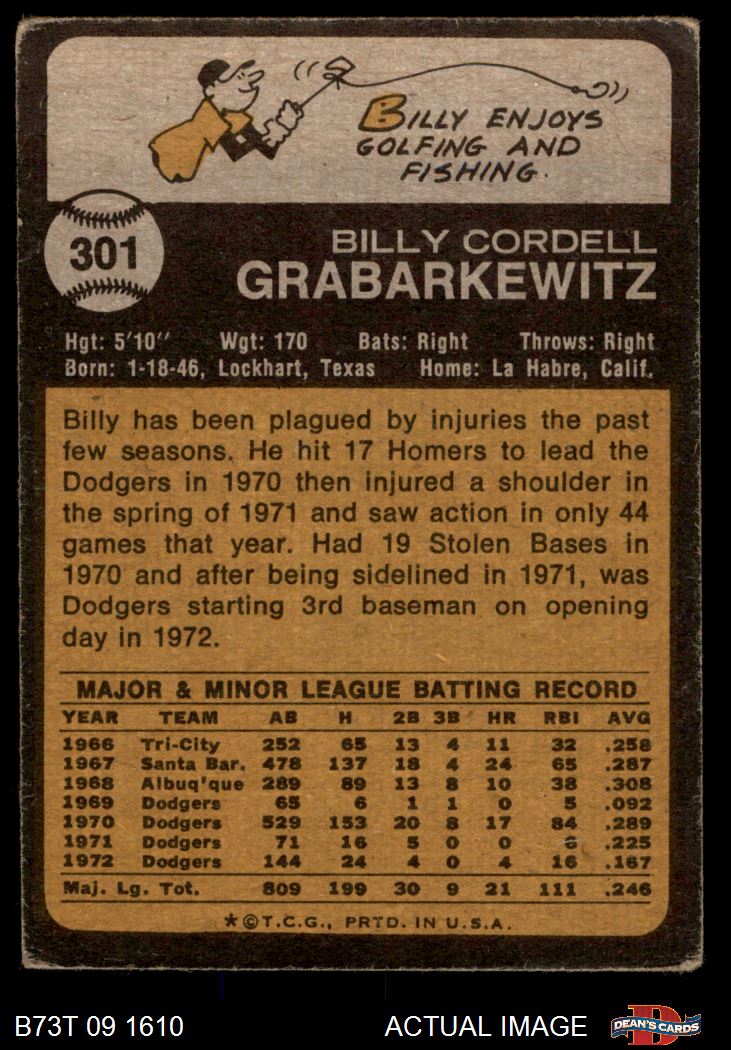 BILLY ENJOYS
GOLFING AND
FISHING.
301
BILLY CORDELL
GRABARKEWITZ
Hgt: 5'10" Wgt: 170 Bats: Right Throws: Right
Born: 1-18-46, Lockhart, Texas Home: La Habre, Calif.
Billy has been plagued by injuries the past
few seasons. He hit 17 Homers to lead the
Dodgers in 1970 then injured a shoulder in
the spring of 1971 and saw action in only 44
games that year. Had 19 Stolen Bases in
1970 and after being sidelined in 1971, was
Dodgers starting 3rd baseman on opening
day in 1972.
MAJOR & MINOR LEAGUE BATTING RECORD
YEAR TEAM AB H 2B 3B HR RBI AVG
1966 Tri-City 252 65 13 4 11 32 .258
1967 Santa Bar. 478 137 18 4 24 65 .287
1968 Albuq'que 289 89 13 8 10 38 .308
1969 Dodgers 65 6 1 1 0 5 .092
1970 Dodgers 529 153 20 8 17 84 .289
1971 Dodgers 71 16 5 0 0 6 .225
1972 Dodgers 144 24 4 0 4 16 .167
Maj. Lg. Tot. 809 199 30 9 21 111 .246
★©T.C.G., PRTD. IN U.S.A.
B73T 09 1610 ACTUAL IMAGE D DEAN'S CARDS